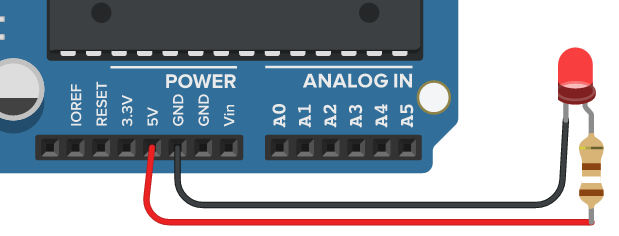 POWER
ANALOG IN
IOREF
RESET
3.3V
5V
GND
GND
Vin
A0
A1
A2
A3
A4
A5